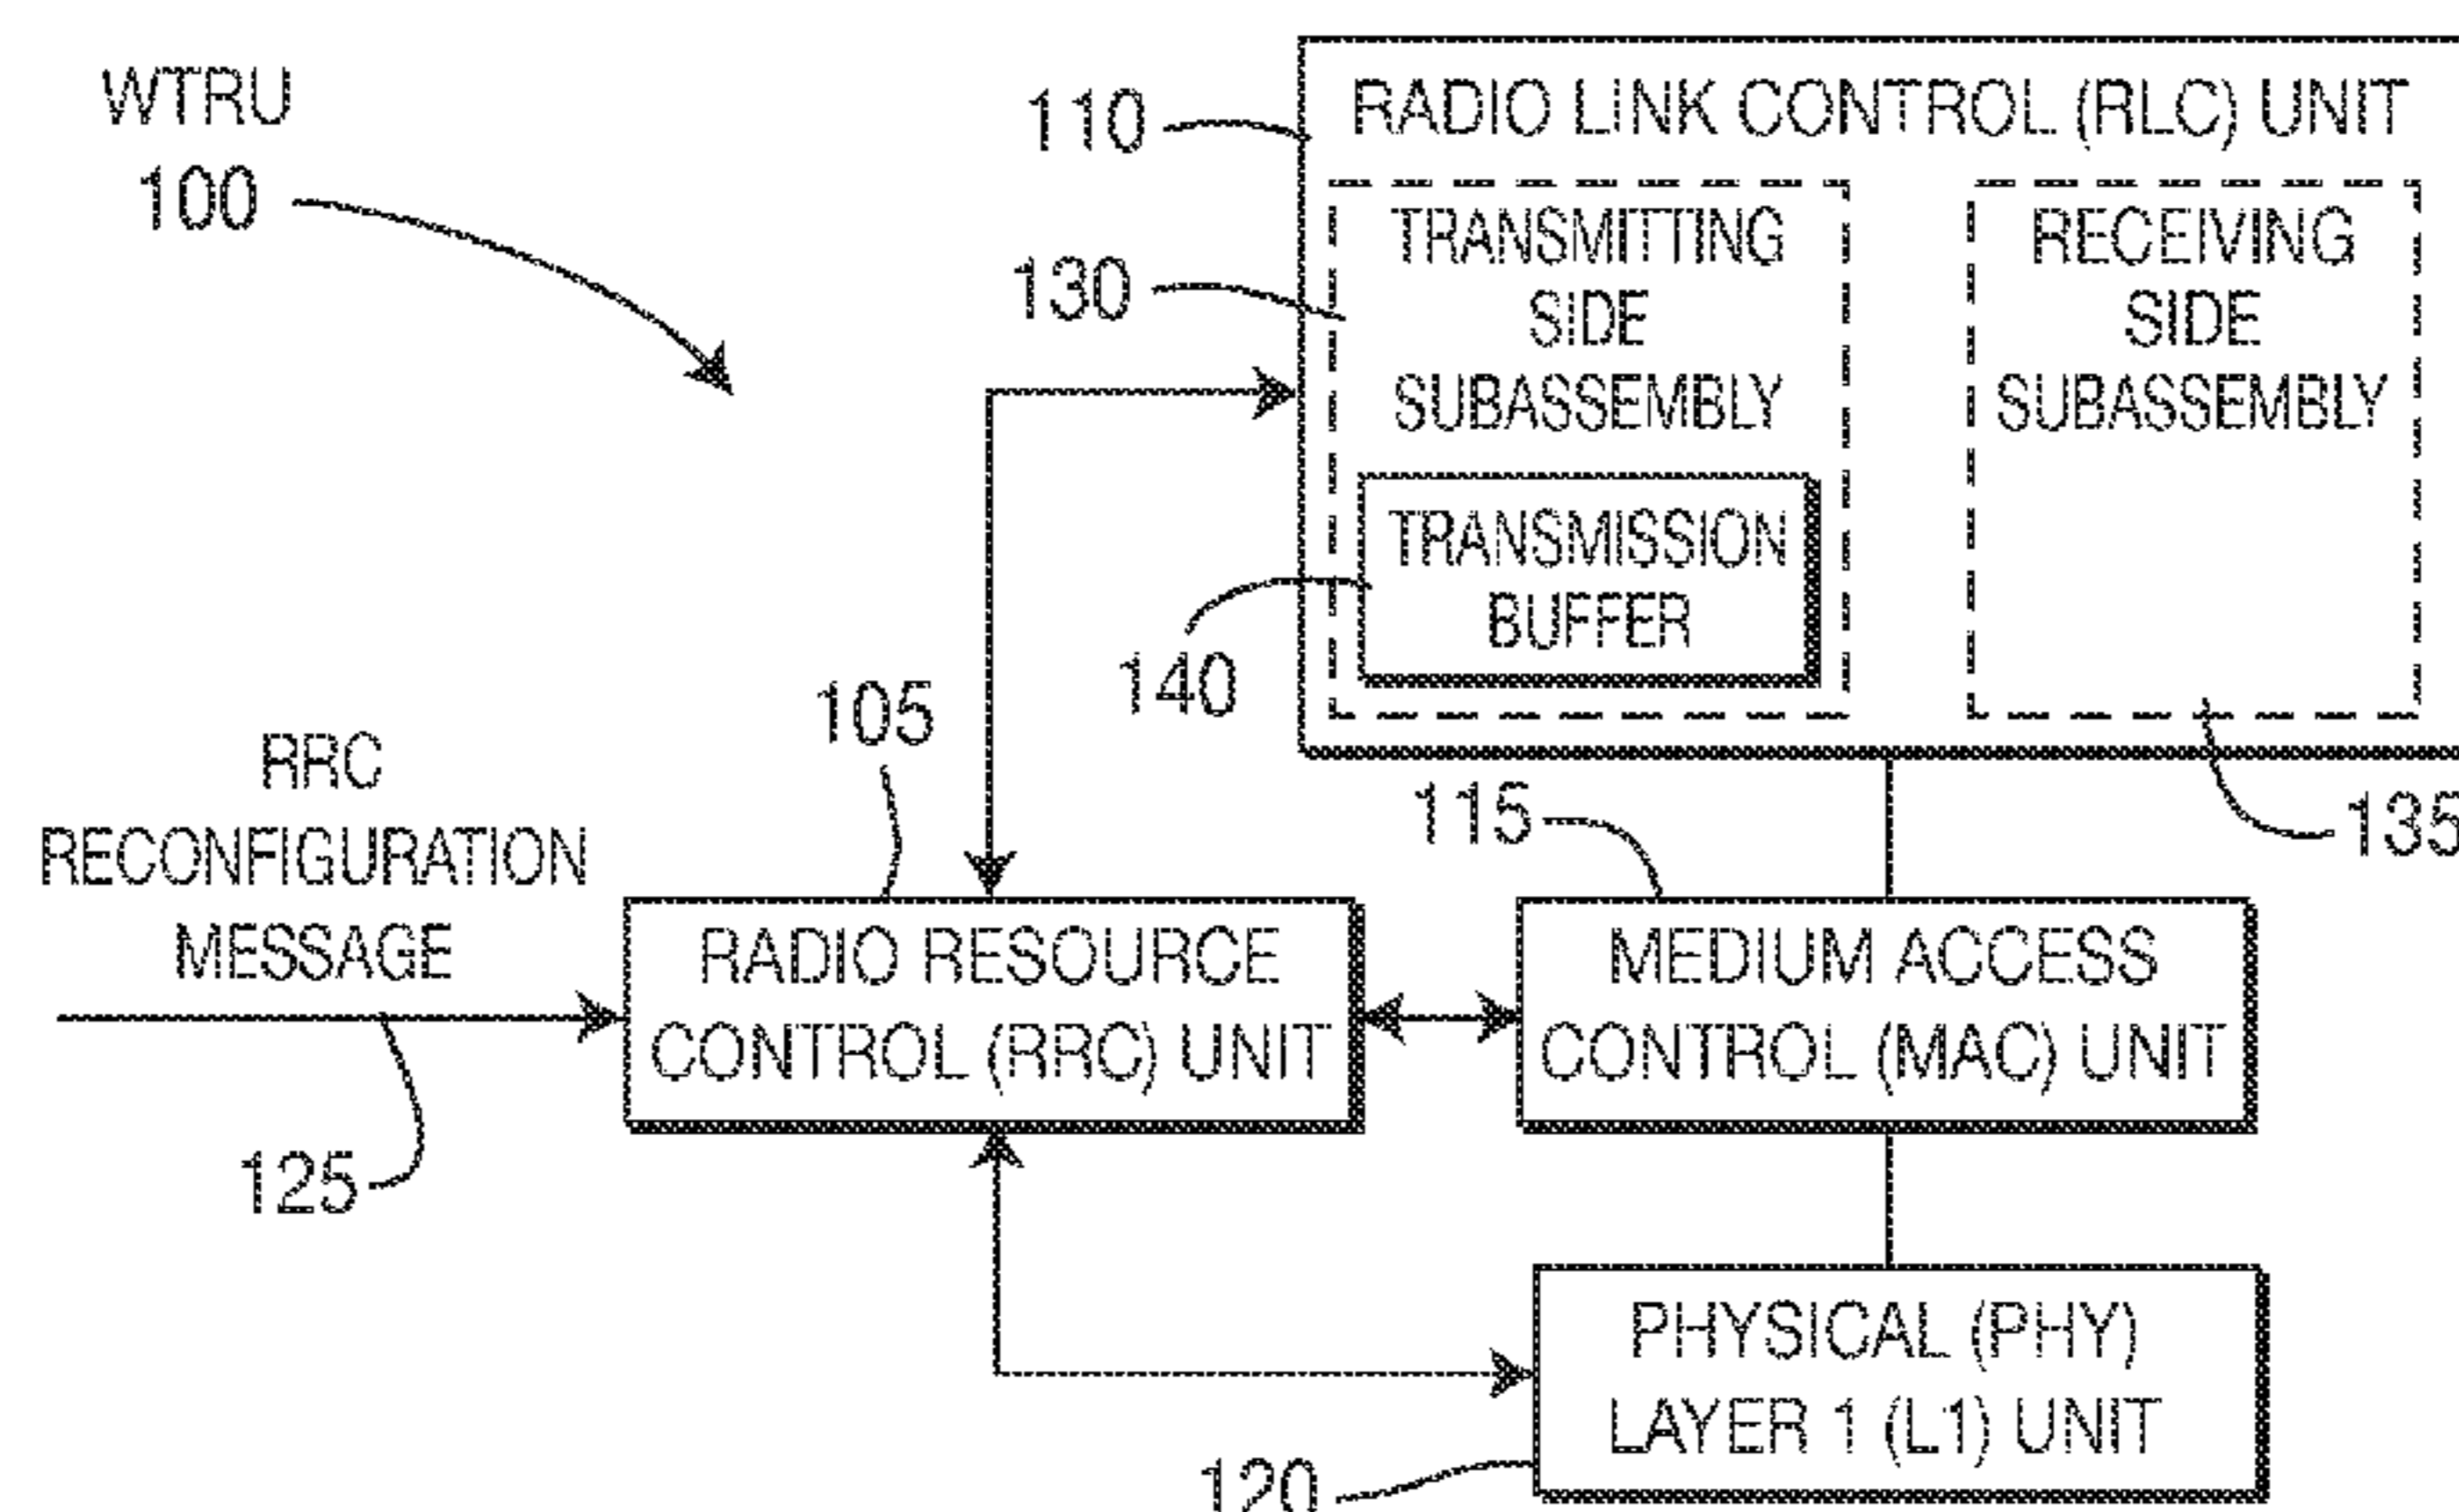 WTRU
100
110
RADIO LINK CONTROL (RLC) UNIT
130
TRANSMITTING
SIDE
SUBASSEMBLY
RECEIVING
SIDE
SUBASSEMBLY
TRANSMISSION
BUFFER
140
105
RRC
RECONFIGURATION
MESSAGE
115
135
RADIO RESOURCE
CONTROL (RRC) UNIT
MEDIUM ACCESS
CONTROL (MAC) UNIT
125
PHYSICAL (PHY)
LAYER 1 (L1) UNIT
120